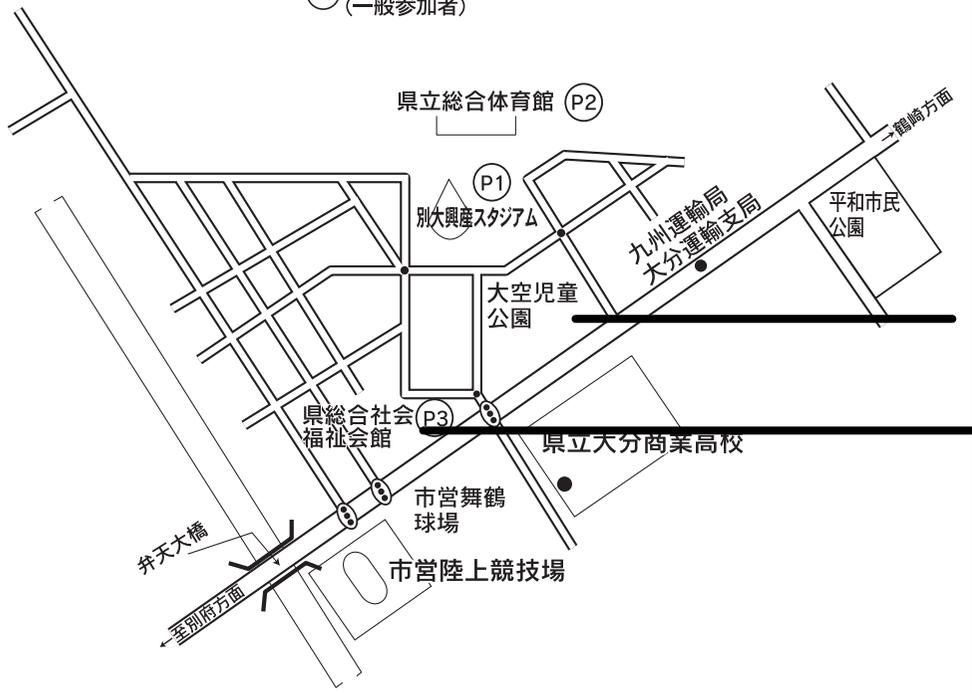 (一般参加者)
県立総合体育館 P2
P1
別大興産スタジアム
→鶴崎方面
平和市民
公園
九州運輸局
大分運輸支局
大空児童
公園
県総合社会
福祉会館
P3
県立大分商業高校
市営舞鶴
球場
弁天大橋
市営陸上競技場
←至別府方面